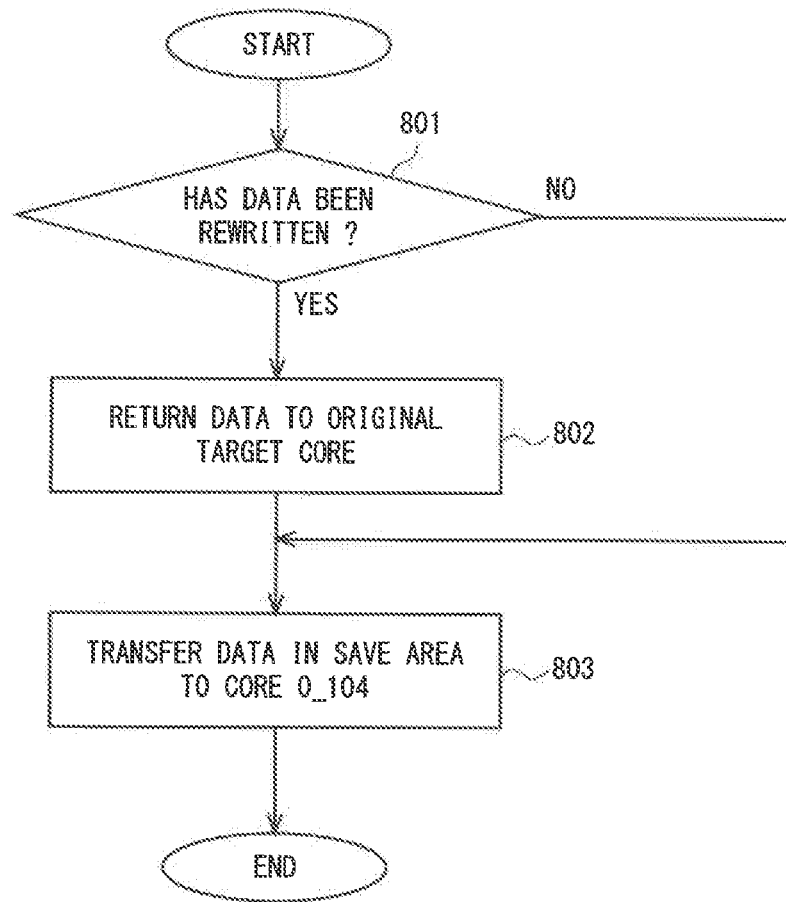 START
801
HAS DATA BEEN
REWRITTEN ?
NO
YES
RETURN DATA TO ORIGINAL
TARGET CORE
802
TRANSFER DATA IN SAVE AREA
TO CORE 0_104
803
END